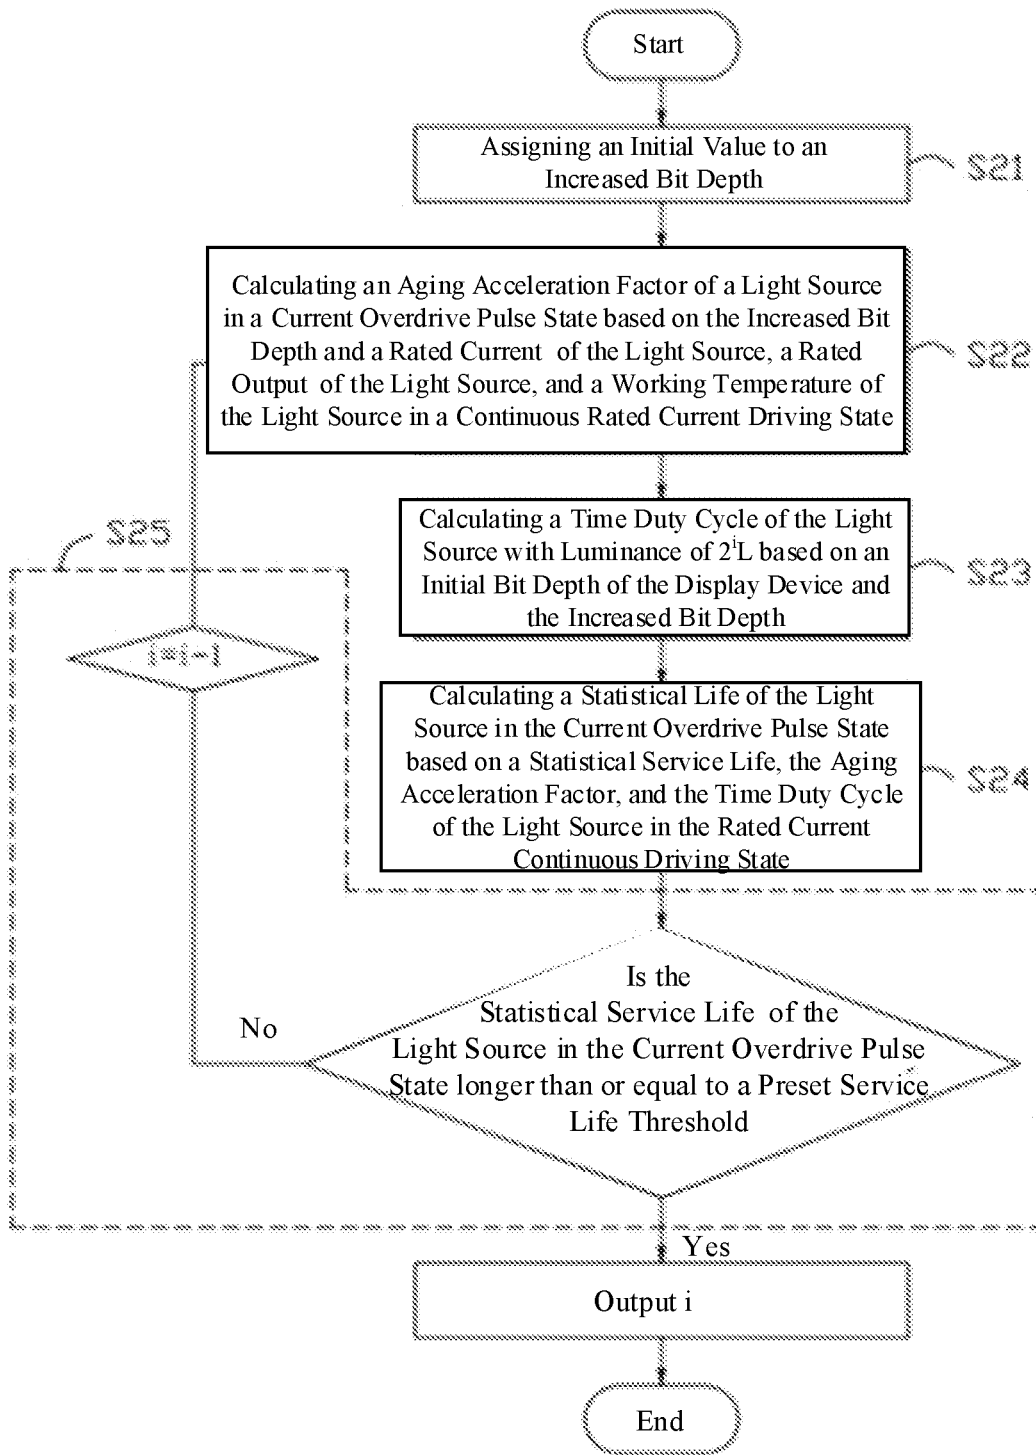 Start
Assigning an Initial Value to an
Increased Bit Depth
S21
Calculating an Aging Acceleration Factor of a Light Source
in a Current Overdrive Pulse State based on the Increased Bit
Depth and a Rated Current of the Light Source, a Rated
Output of the Light Source, and a Working Temperature of
the Light Source in a Continuous Rated Current Driving State
S22
Calculating a Time Duty Cycle of the Light
Source with Luminance of 2^iL based on an
Initial Bit Depth of the Display Device and
the Increased Bit Depth
S23
S25
i=i-1
Calculating a Statistical Life of the Light
Source in the Current Overdrive Pulse State
based on a Statistical Service Life, the Aging
Acceleration Factor, and the Time Duty Cycle
of the Light Source in the Rated Current
Continuous Driving State
S24
Is the
Statistical Service Life of the
Light Source in the Current Overdrive Pulse
State longer than or equal to a Preset Service
Life Threshold
No
Yes
Output i
End